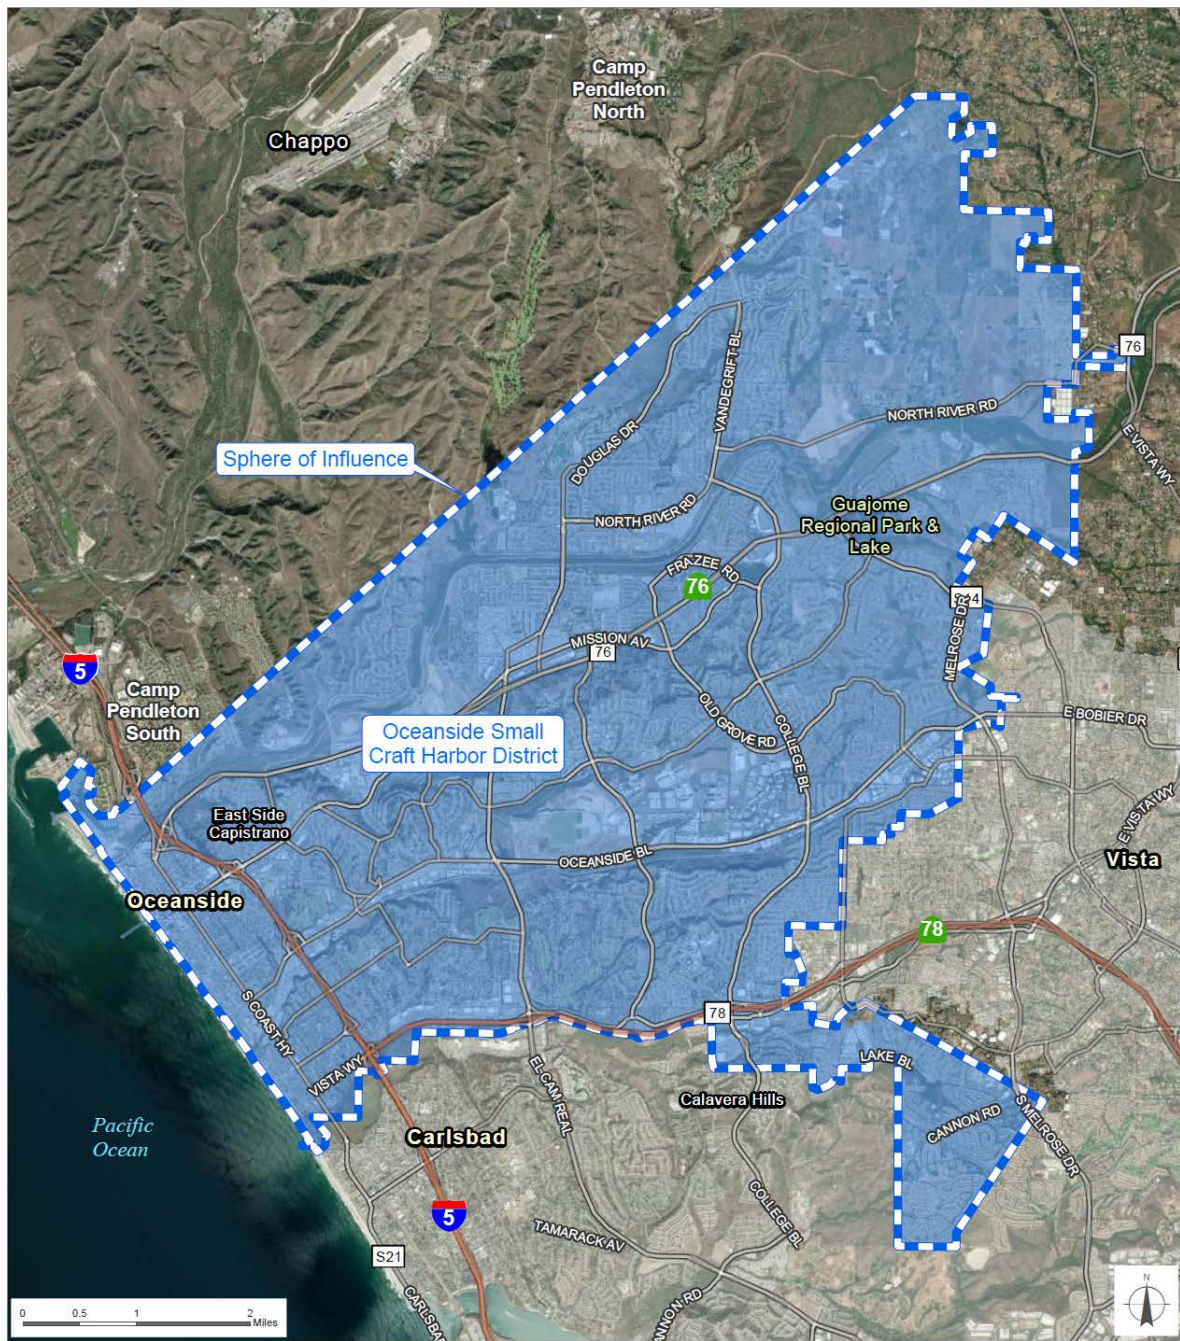 Camp
Pendleton
North
Chappo
76
VANDEGRIFT BL
NORTH RIVER RD
DOUGLAS DR
E VISTA WY
Sphere of Influence
Guajome
Regional Park &
Lake
NORTH RIVER RD
FRAZEE RD
76
MELROSE DR
MISSION AV
76
5
Camp
Pendleton
South
OLD GROVE RD
COLLEGE BL
E BOBIER DR
Oceanside Small
Craft Harbor District
East Side
Capistrano
E VISTA WY
OCEANSIDE BL
Vista
Oceanside
78
S COAST HY
78
VISTA WY
LAKE BL
EL CAM REAL
Calavera Hills
CANNON RD
S MELROSE DR
Pacific
Ocean
Carlsbad
5
COLLEGE BL
TAMARACK AV
S21
N
0 0.5 1 2
Miles